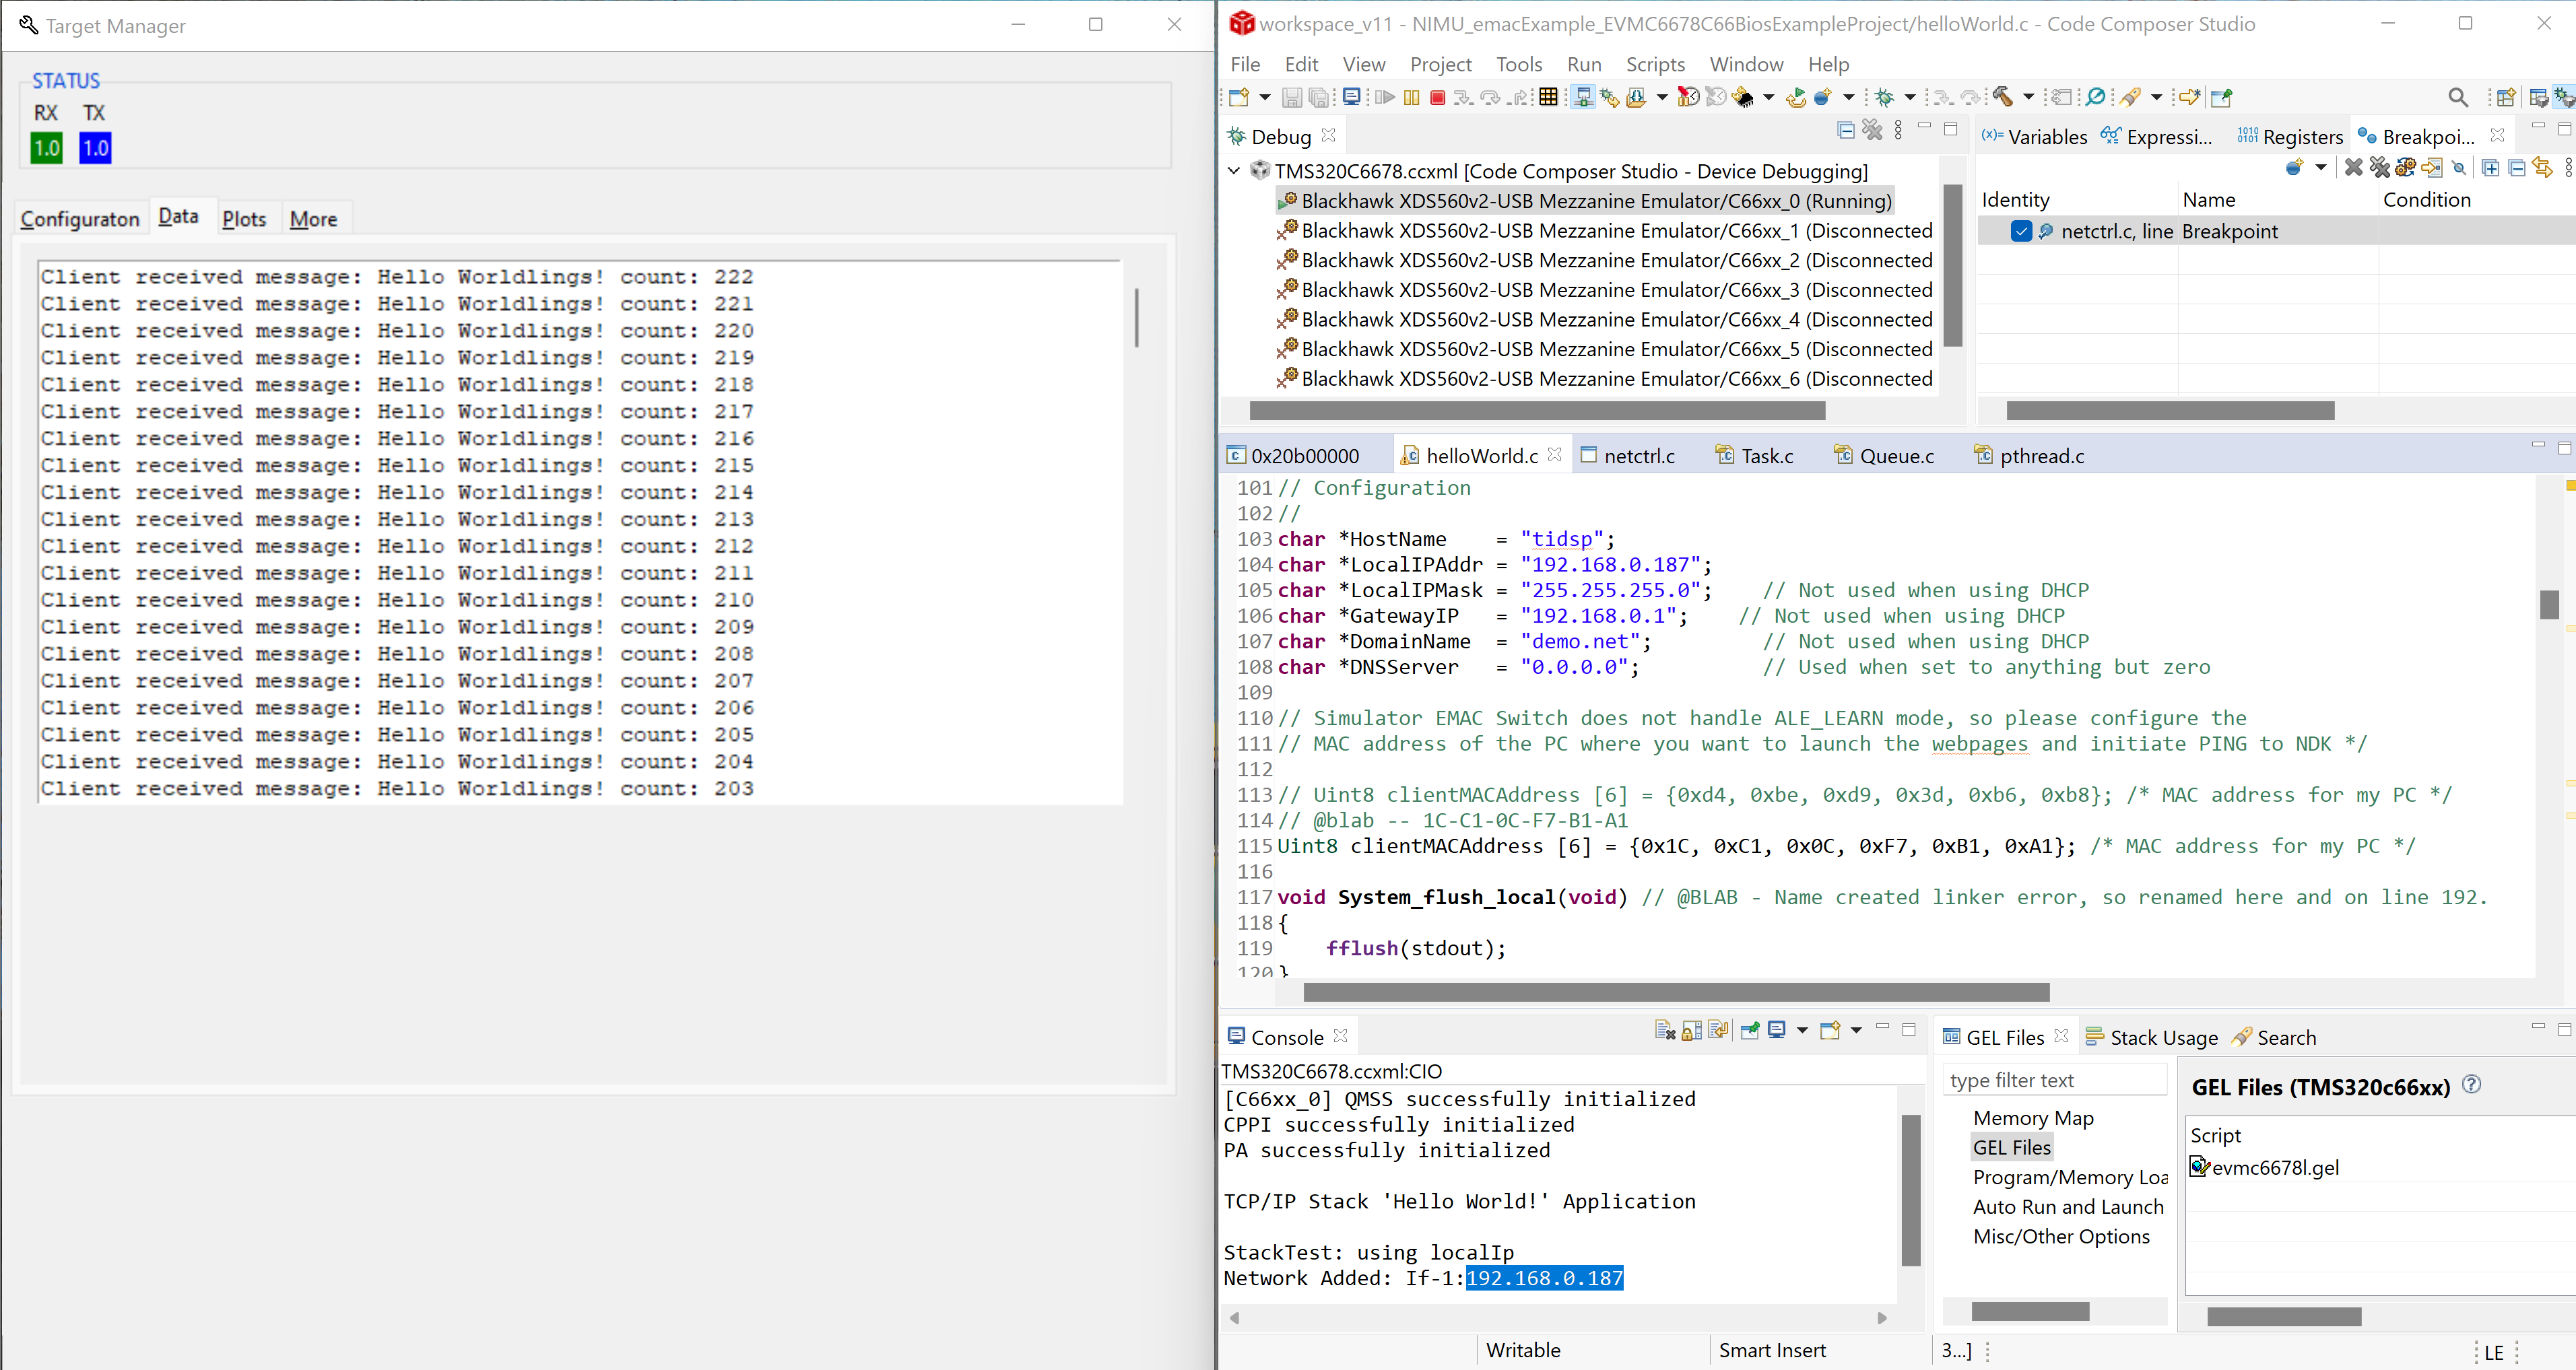 Target Manager
STATUS
RX TX
1.0 1.0
Configuraton Data Plots More
Client received message: Hello Worldlings! count: 222
Client received message: Hello Worldlings! count: 221
Client received message: Hello Worldlings! count: 220
Client received message: Hello Worldlings! count: 219
Client received message: Hello Worldlings! count: 218
Client received message: Hello Worldlings! count: 217
Client received message: Hello Worldlings! count: 216
Client received message: Hello Worldlings! count: 215
Client received message: Hello Worldlings! count: 214
Client received message: Hello Worldlings! count: 213
Client received message: Hello Worldlings! count: 212
Client received message: Hello Worldlings! count: 211
Client received message: Hello Worldlings! count: 210
Client received message: Hello Worldlings! count: 209
Client received message: Hello Worldlings! count: 208
Client received message: Hello Worldlings! count: 207
Client received message: Hello Worldlings! count: 206
Client received message: Hello Worldlings! count: 205
Client received message: Hello Worldlings! count: 204
Client received message: Hello Worldlings! count: 203
workspace_v11 - NIMU_emacExample_EVMC6678C66BiosExampleProject/helloWorld.c - Code Composer Studio
File Edit View Project Tools Run Scripts Window Help
Debug
TMS320C6678.ccxml [Code Composer Studio - Device Debugging]
Blackhawk XDS560v2-USB Mezzanine Emulator/C66xx_0 (Running)
Blackhawk XDS560v2-USB Mezzanine Emulator/C66xx_1 (Disconnected
Blackhawk XDS560v2-USB Mezzanine Emulator/C66xx_2 (Disconnected
Blackhawk XDS560v2-USB Mezzanine Emulator/C66xx_3 (Disconnected
Blackhawk XDS560v2-USB Mezzanine Emulator/C66xx_4 (Disconnected
Blackhawk XDS560v2-USB Mezzanine Emulator/C66xx_5 (Disconnected
Blackhawk XDS560v2-USB Mezzanine Emulator/C66xx_6 (Disconnected
(x)= Variables Expressi... 1010 0101 Registers Breakpoi...
Identity Name Condition
netctrl.c, line Breakpoint
0x20b00000 helloWorld.c netctrl.c Task.c Queue.c pthread.c
101 // Configuration
102 //
103 char *HostName    = "tidsp";
104 char *LocalIPAddr = "192.168.0.187";
105 char *LocalIPMask = "255.255.255.0";    // Not used when using DHCP
106 char *GatewayIP   = "192.168.0.1";    // Not used when using DHCP
107 char *DomainName  = "demo.net";         // Not used when using DHCP
108 char *DNSServer   = "0.0.0.0";          // Used when set to anything but zero
109
110 // Simulator EMAC Switch does not handle ALE_LEARN mode, so please configure the
111 // MAC address of the PC where you want to launch the webpages and initiate PING to NDK */
112
113 // Uint8 clientMACAddress [6] = {0xd4, 0xbe, 0xd9, 0x3d, 0xb6, 0xb8}; /* MAC address for my PC */
114 // @blab -- 1C-C1-0C-F7-B1-A1
115 Uint8 clientMACAddress [6] = {0x1C, 0xC1, 0x0C, 0xF7, 0xB1, 0xA1}; /* MAC address for my PC */
116
117 void System_flush_local(void) // @BLAB - Name created linker error, so renamed here and on line 192.
118 {
119     fflush(stdout);
120 }
Console
TMS320C6678.ccxml:CIO
[C66xx_0] QMSS successfully initialized
CPPI successfully initialized
PA successfully initialized
TCP/IP Stack 'Hello World!' Application
StackTest: using localIp
Network Added: If-1:192.168.0.187
GEL Files Stack Usage Search
type filter text
Memory Map
GEL Files
Program/Memory Loa
Auto Run and Launch
Misc/Other Options
GEL Files (TMS320c66xx)
Script
evmc6678l.gel
Writable Smart Insert 3...] LE